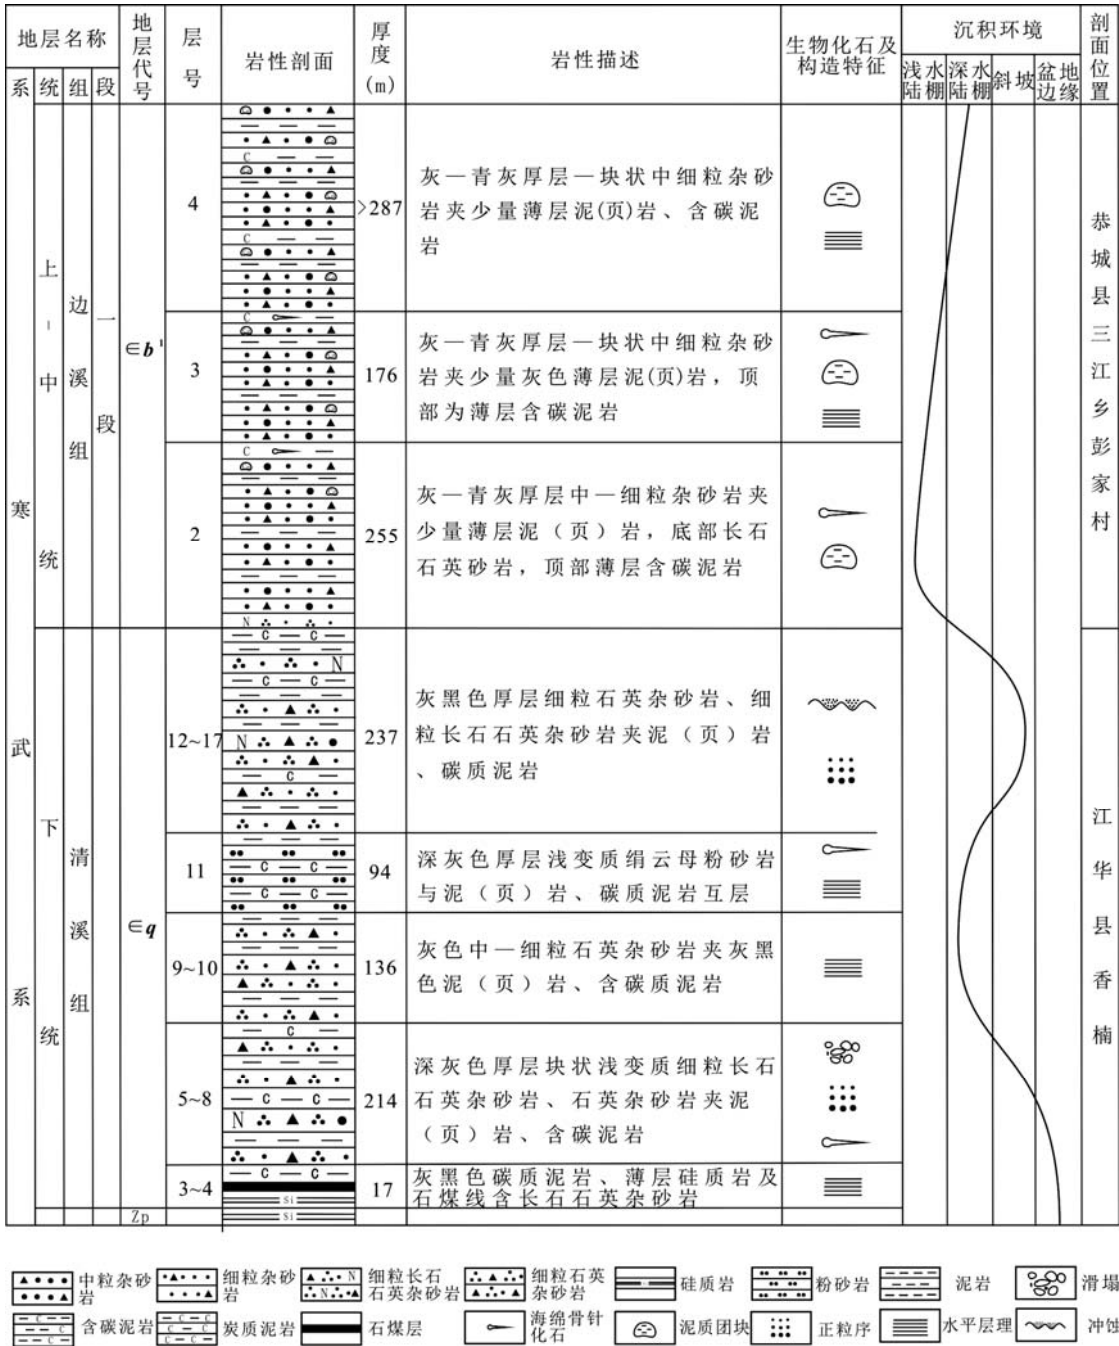 地层名称
系 统 组 段
地层代号
层号
岩性剖面
厚度(m)
岩性描述
生物化石及
构造特征
沉积环境
浅水陆棚 深水陆棚 斜坡 盆地边缘
剖面位置
寒武系
上-中统
边溪组
一段
∈b¹
4
>287
灰—青灰厚层—块状中细粒杂砂
岩夹少量薄层泥(页)岩、含碳泥
岩
恭城县三江乡彭家村
3
176
灰—青灰厚层—块状中细粒杂砂
岩夹少量灰色薄层泥(页)岩，顶
部为薄层含碳泥岩
2
255
灰—青灰厚层中—细粒杂砂岩夹
少量薄层泥（页）岩，底部长石
石英砂岩，顶部薄层含碳泥岩
下统
清溪组
∈q
12~17
237
灰黑色厚层细粒石英杂砂岩、细
粒长石石英杂砂岩夹泥（页）岩
、碳质泥岩
江华县香楠
11
94
深灰色厚层浅变质绢云母粉砂岩
与泥（页）岩、碳质泥岩互层
9~10
136
灰色中—细粒石英杂砂岩夹灰黑
色泥（页）岩、含碳质泥岩
5~8
214
深灰色厚层块状浅变质细粒长石
石英杂砂岩、石英杂砂岩夹泥
（页）岩、含碳泥岩
3~4
17
灰黑色碳质泥岩、薄层硅质岩及
石煤线含长石石英杂砂岩
Si
Zp
Si
中粒杂砂岩
细粒杂砂岩
细粒长石石英杂砂岩
细粒石英杂砂岩
硅质岩
粉砂岩
泥岩
滑塌
含碳泥岩
炭质泥岩
石煤层
海绵骨针化石
泥质团块
正粒序
水平层理
冲蚀